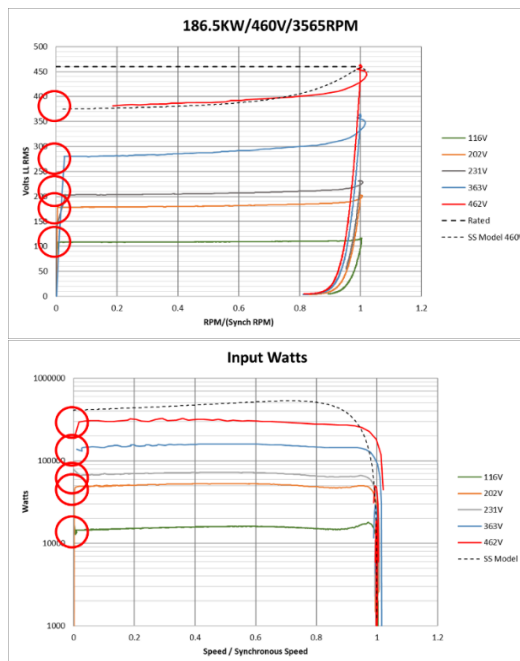 186.5KW/460V/3565RPM
500
450
400
350
300
250
200
150
100
50
0
Volts LL RMS
0 0.2 0.4 0.6 0.8 1 1.2
RPM/(Synch RPM)
116V
202V
231V
363V
462V
Rated
SS Model 460V
Input Watts
1000000
100000
10000
1000
Watts
0 0.2 0.4 0.6 0.8 1 1.2
Speed / Synchronous Speed
116V
202V
231V
363V
462V
SS Model